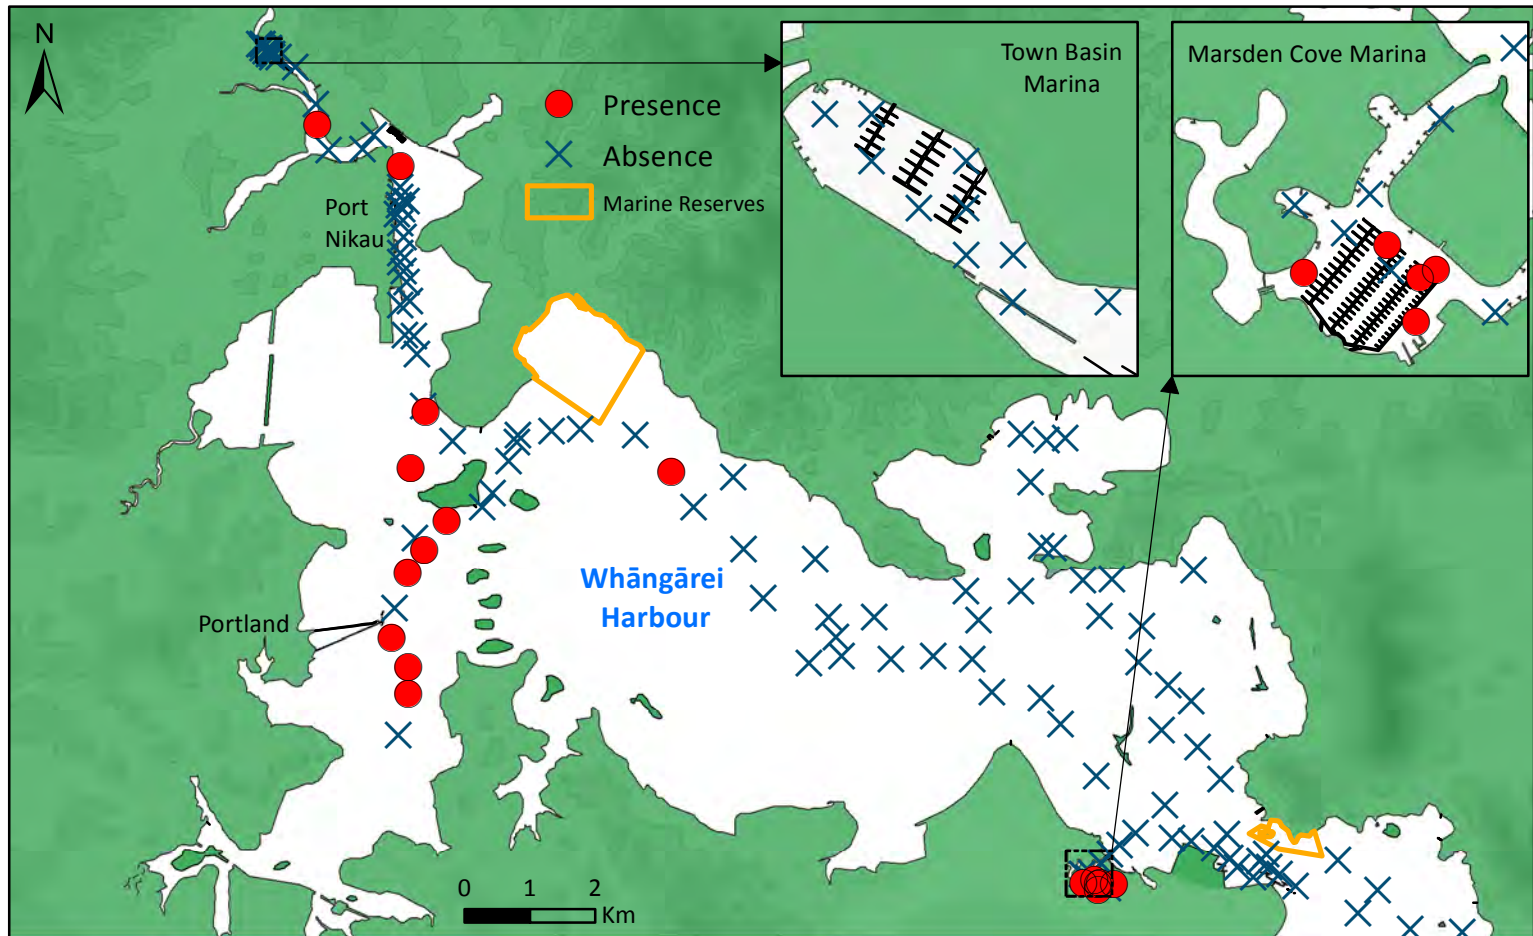 N
Town Basin
Marina
Marsden Cove Marina
Presence
Absence
Marine Reserves
Port
Nikau
Whāngārei
Harbour
Portland
0 1 2
Km